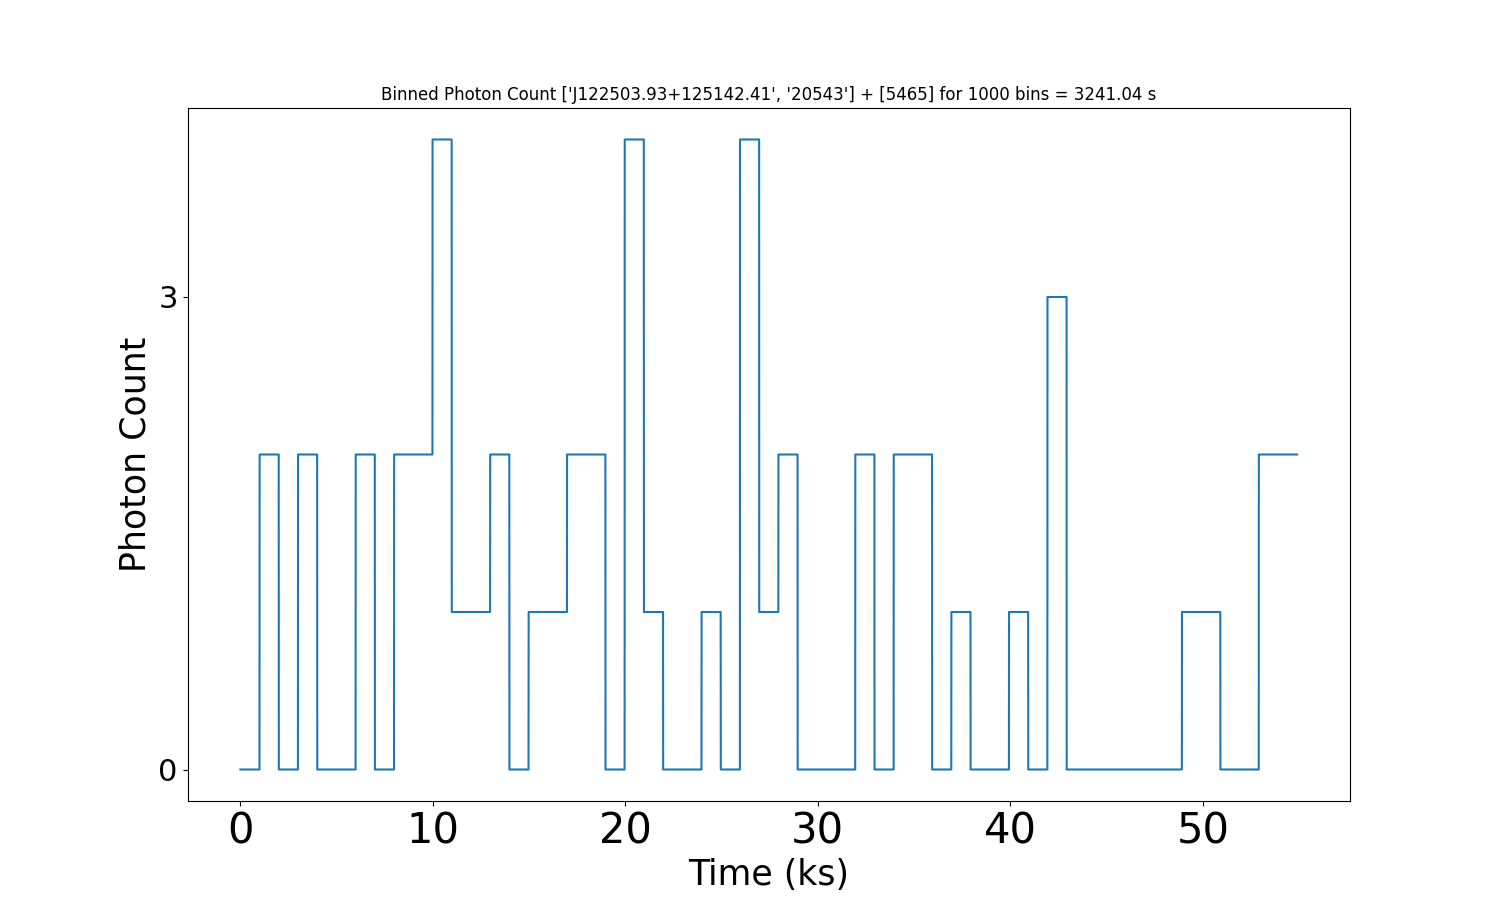 Binned Photon Count ['J122503.93+125142.41', '20543'] + [5465] for 1000 bins = 3241.04 s
Photon Count
3
0
0 10 20 30 40 50
Time (ks)